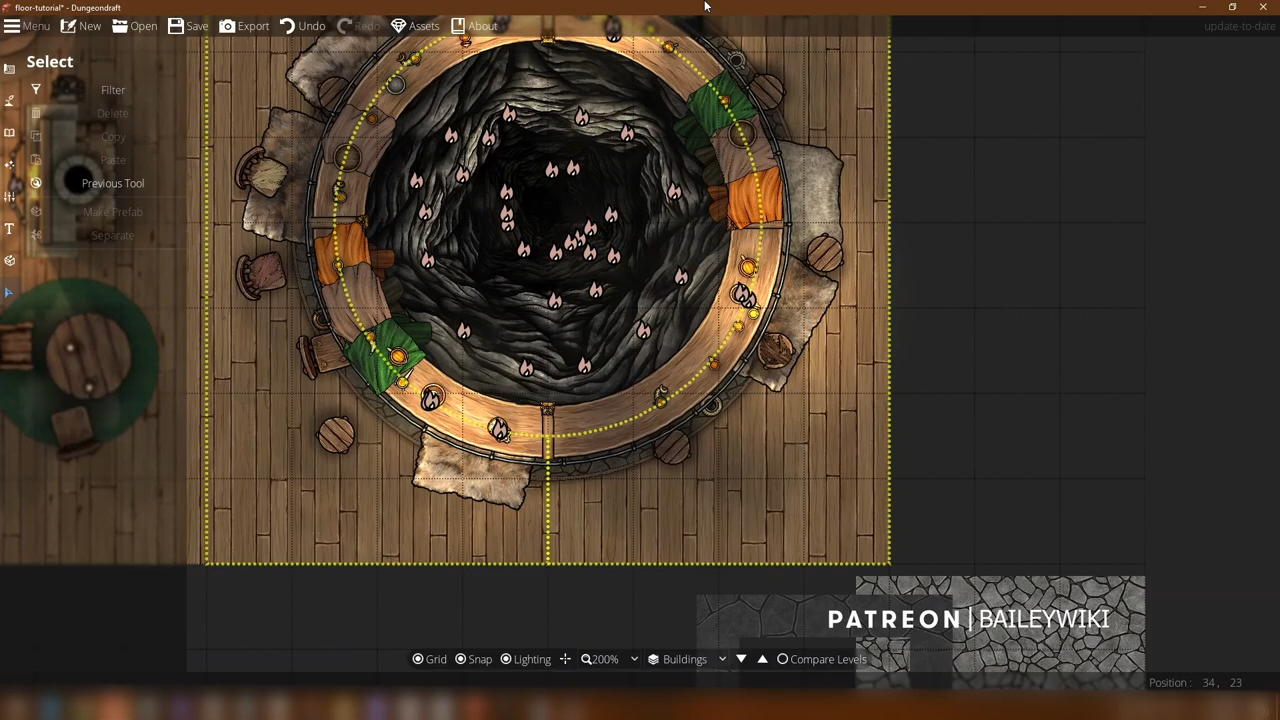 floor-tutorial* - Dungeondraft
Menu New Open Save Export Undo Redo Assets About update-to-date
Select
Filter
Delete
Copy
Paste
Previous Tool
Make Prefab
Separate
PATREON | BAILEYWIKI
Grid Snap Lighting 200% Buildings Compare Levels
Position : 34 , 23